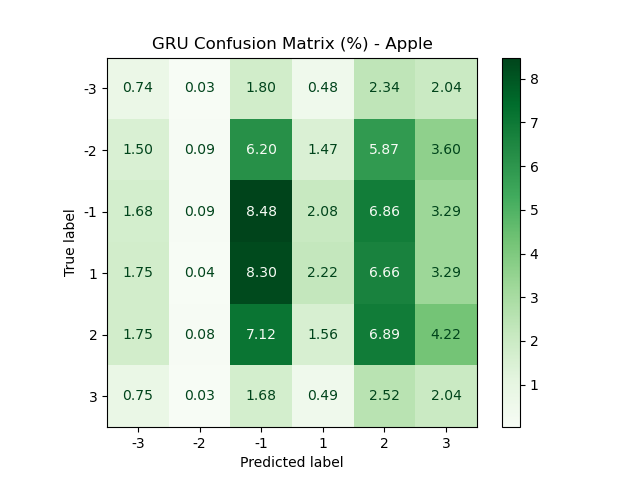 GRU Confusion Matrix (%) - Apple
-3 0.74 0.03 1.80 0.48 2.34 2.04
-2 1.50 0.09 6.20 1.47 5.87 3.60
-1 1.68 0.09 8.48 2.08 6.86 3.29
1 1.75 0.04 8.30 2.22 6.66 3.29
2 1.75 0.08 7.12 1.56 6.89 4.22
3 0.75 0.03 1.68 0.49 2.52 2.04
-3 -2 -1 1 2 3
Predicted label
True label
8
7
6
5
4
3
2
1